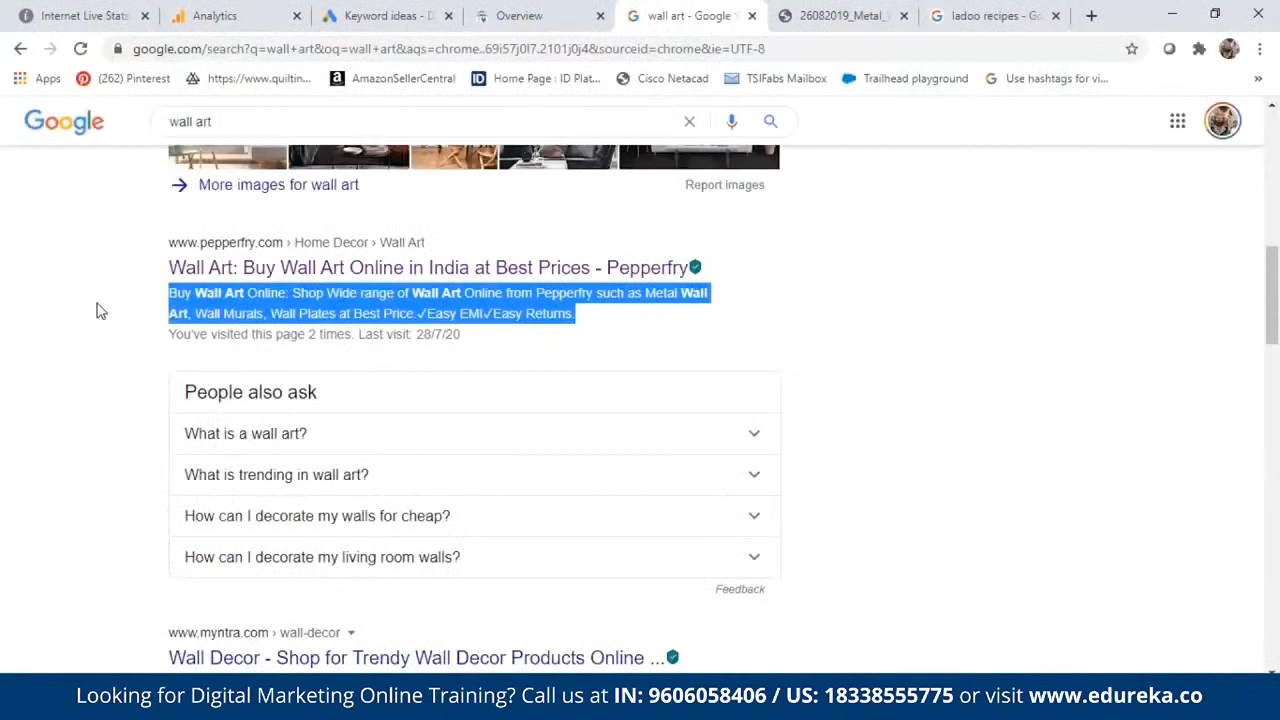 Internet Live Stats
Analytics
Keyword ideas - D
Overview
wall art - Google S
26082019_Metal_
ladoo recipes - Go
google.com/search?q=wall+art&oq=wall+art&aqs=chrome..69i57j0l7.2101j0j4&sourceid=chrome&ie=UTF-8
Apps
(262) Pinterest
https://www.quiltin...
AmazonSellerCentral
Home Page : ID Plat...
Cisco Netacad
TSIFabs Mailbox
Trailhead playground
Use hashtags for vi...
Google
wall art
More images for wall art
Report images
www.pepperfry.com › Home Decor › Wall Art
Wall Art: Buy Wall Art Online in India at Best Prices - Pepperfry
Buy Wall Art Online: Shop Wide range of Wall Art Online from Pepperfry such as Metal Wall
Art, Wall Murals, Wall Plates at Best Price.✓Easy EMI✓Easy Returns.
You've visited this page 2 times. Last visit: 28/7/20
People also ask
What is a wall art?
What is trending in wall art?
How can I decorate my walls for cheap?
How can I decorate my living room walls?
Feedback
www.myntra.com › wall-decor
Wall Decor - Shop for Trendy Wall Decor Products Online ...
Looking for Digital Marketing Online Training? Call us at IN: 9606058406 / US: 18338555775 or visit www.edureka.co